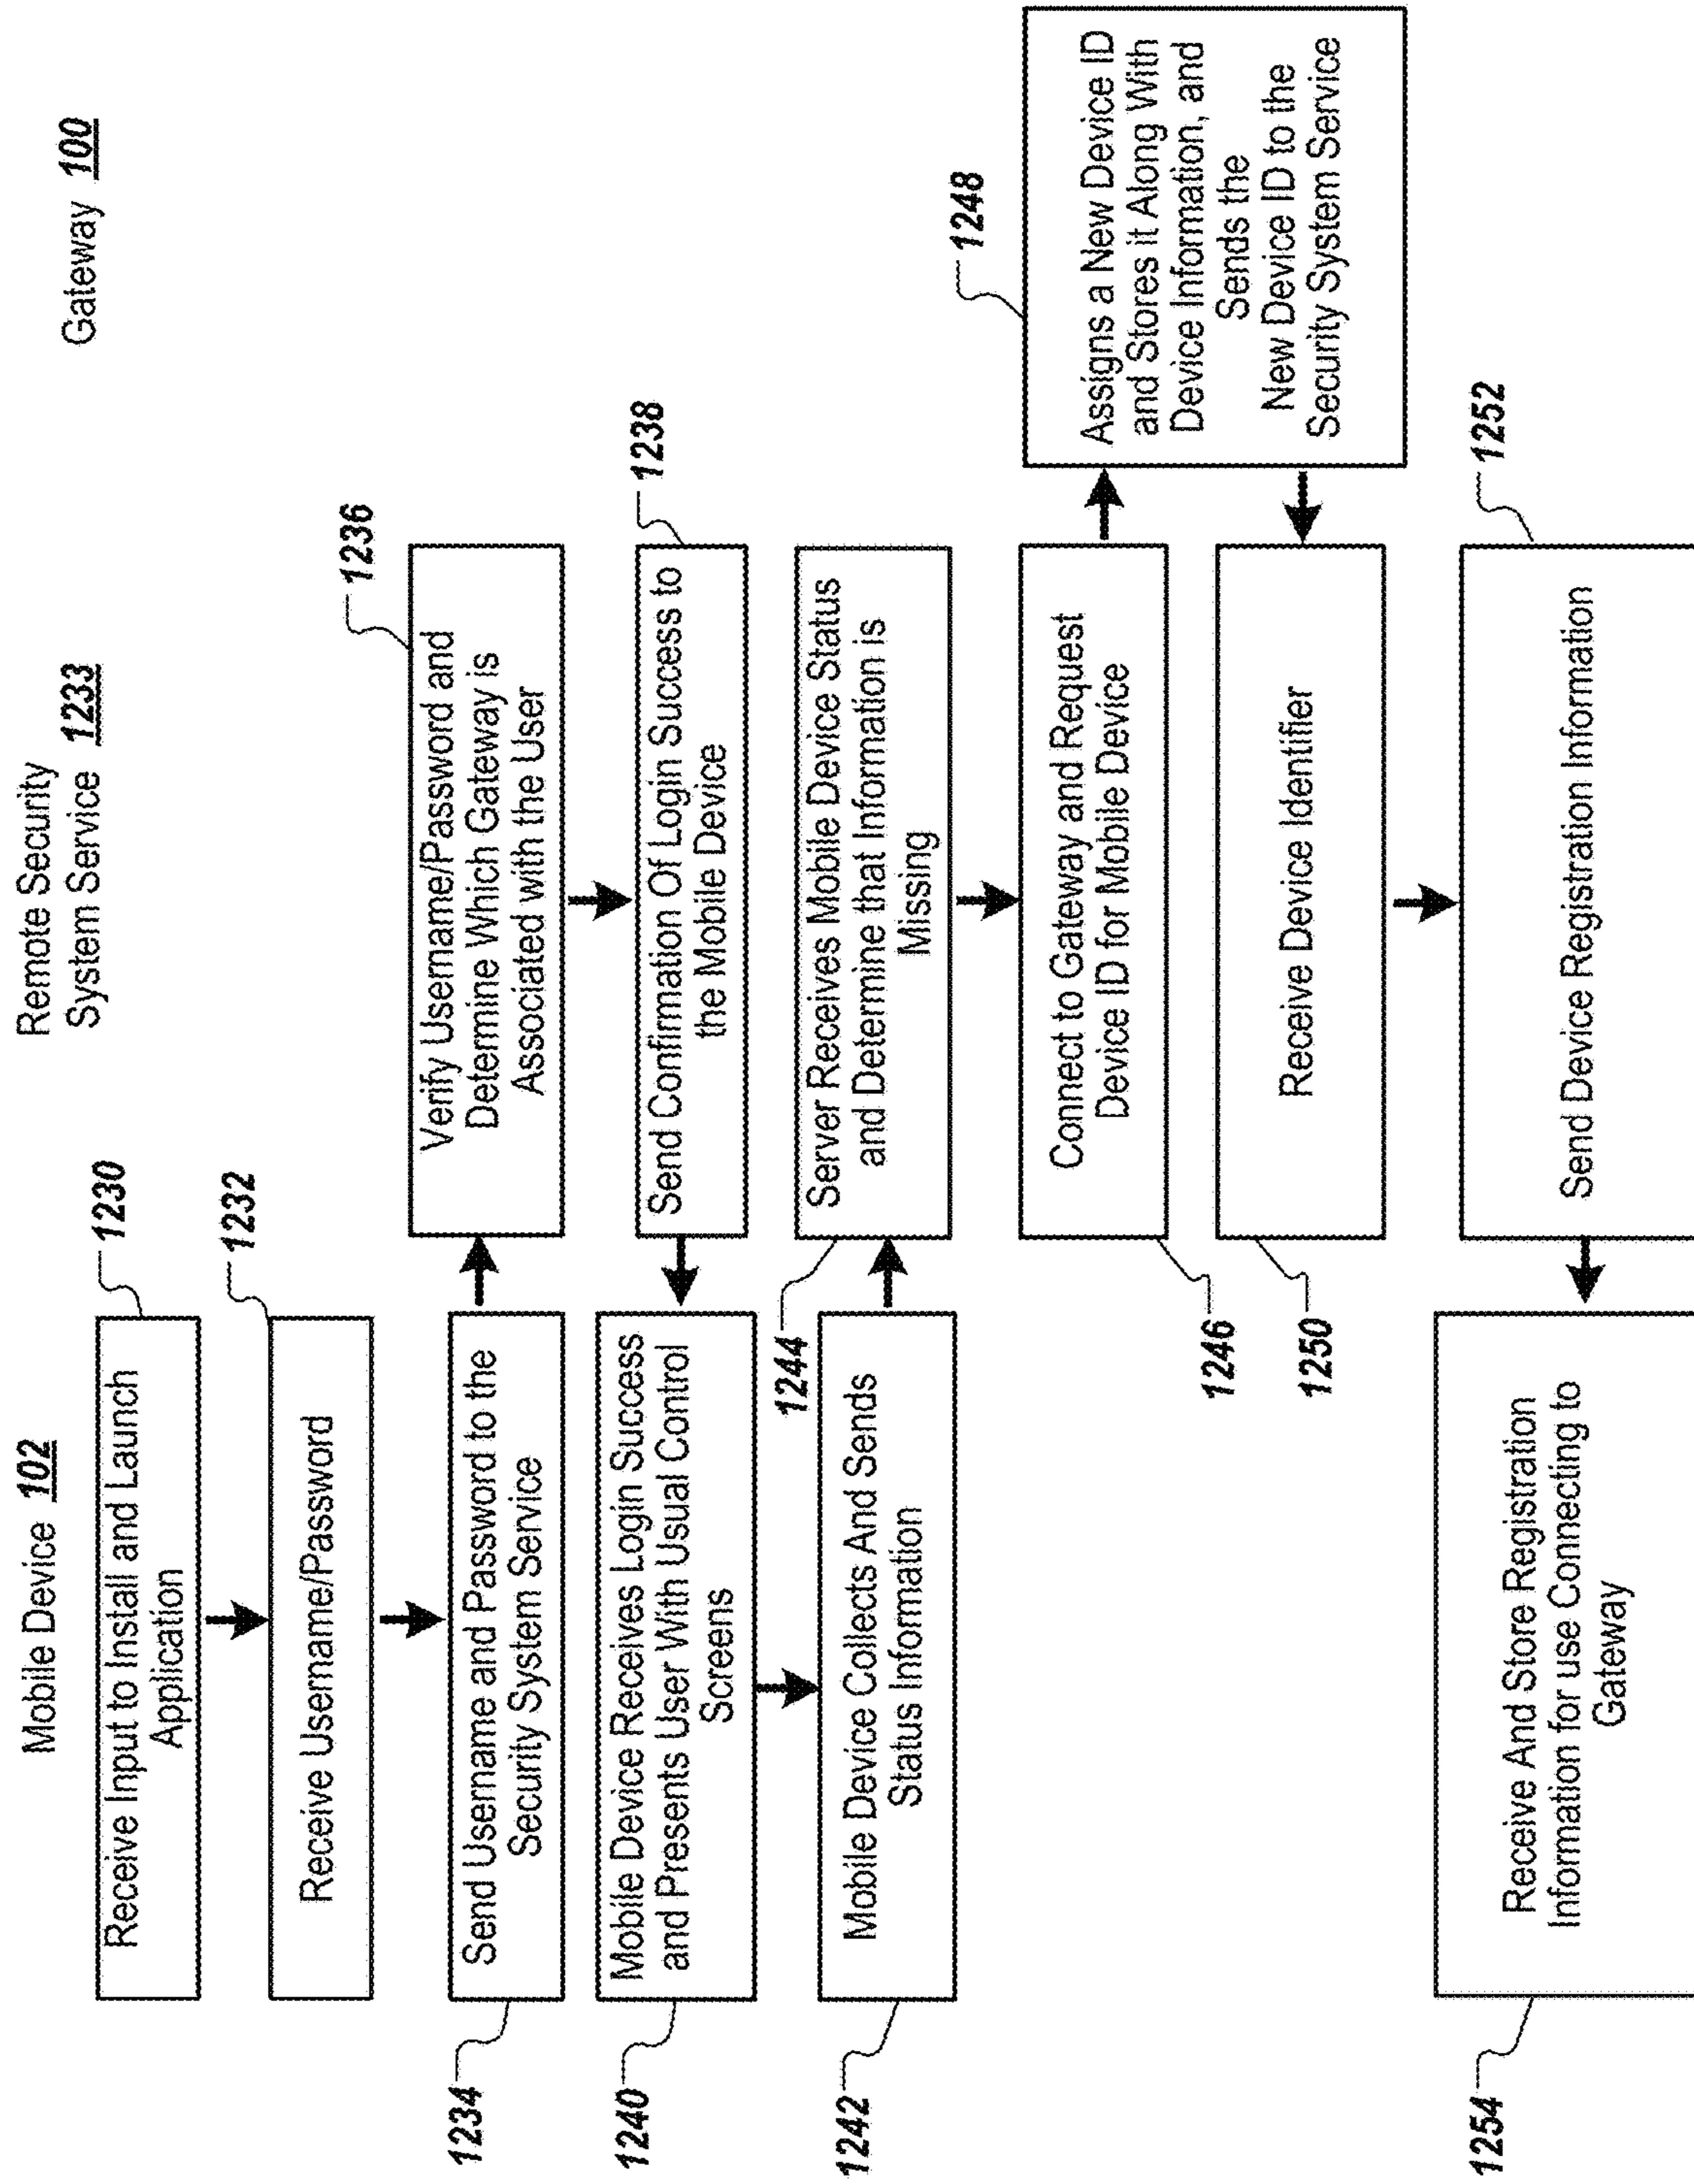 Mobile Device 102
Remote Security
System Service 1233
Gateway 100
1230
Receive Input to Install and Launch
Application
1232
Receive Username/Password
1234
Send Username and Password to the
Security System Service
1236
Verify Username/Password and
Determine Which Gateway is
Associated with the User
1238
Send Confirmation Of Login Success to
the Mobile Device
1240
Mobile Device Receives Login Success
and Presents User With Usual Control
Screens
1242
Mobile Device Collects And Sends
Status Information
1244
Server Receives Mobile Device Status
and Determine that Information is
Missing
1246
Connect to Gateway and Request
Device ID for Mobile Device
1248
Assigns a New Device ID
and Stores it Along With
Device Information, and
Sends the
New Device ID to the
Security System Service
1250
Receive Device Identifier
1252
Send Device Registration Information
1254
Receive And Store Registration
Information for use Connecting to
Gateway